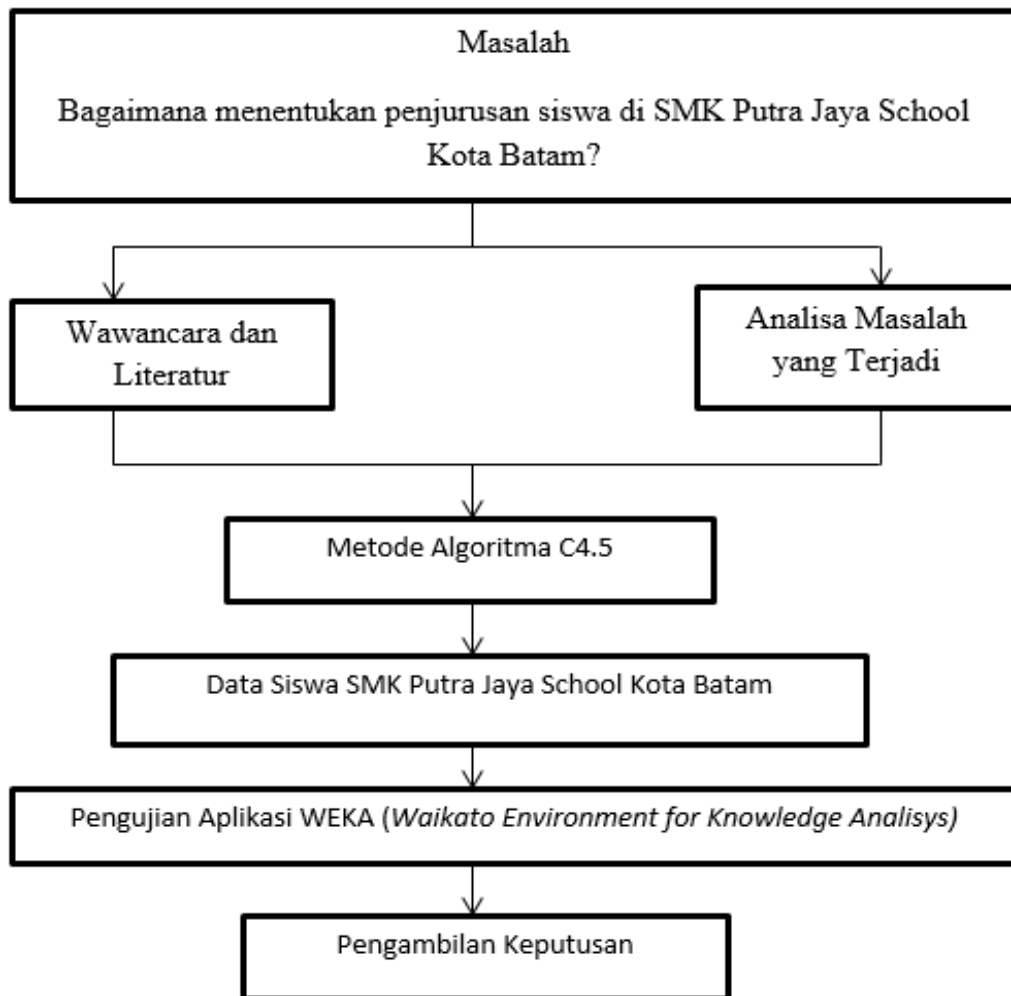 Masalah
Bagaimana menentukan penjurusan siswa di SMK Putra Jaya School
Kota Batam?
Wawancara dan
Literatur
Analisa Masalah
yang Terjadi
Metode Algoritma C4.5
Data Siswa SMK Putra Jaya School Kota Batam
Pengujian Aplikasi WEKA (Waikato Environment for Knowledge Analisys)
Pengambilan Keputusan